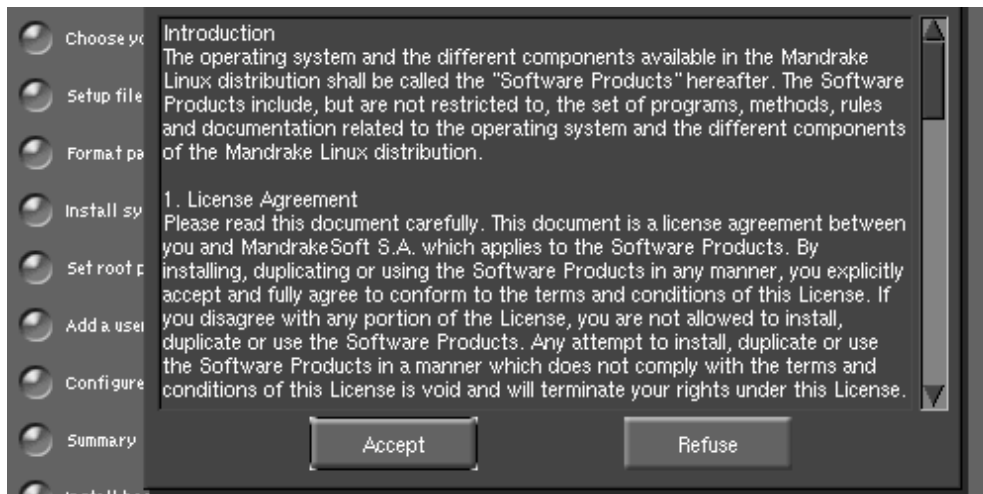 Choose yo
Setup file
Format pa
Install sy
Set root p
Add a user
Configure
Summary
Introduction
The operating system and the different components available in the Mandrake
Linux distribution shall be called the "Software Products" hereafter. The Software
Products include, but are not restricted to, the set of programs, methods, rules
and documentation related to the operating system and the different components
of the Mandrake Linux distribution.
1. License Agreement
Please read this document carefully. This document is a license agreement between
you and MandrakeSoft S.A. which applies to the Software Products. By
installing, duplicating or using the Software Products in any manner, you explicitly
accept and fully agree to conform to the terms and conditions of this License. If
you disagree with any portion of the License, you are not allowed to install,
duplicate or use the Software Products. Any attempt to install, duplicate or use
the Software Products in a manner which does not comply with the terms and
conditions of this License is void and will terminate your rights under this License.
Accept
Refuse